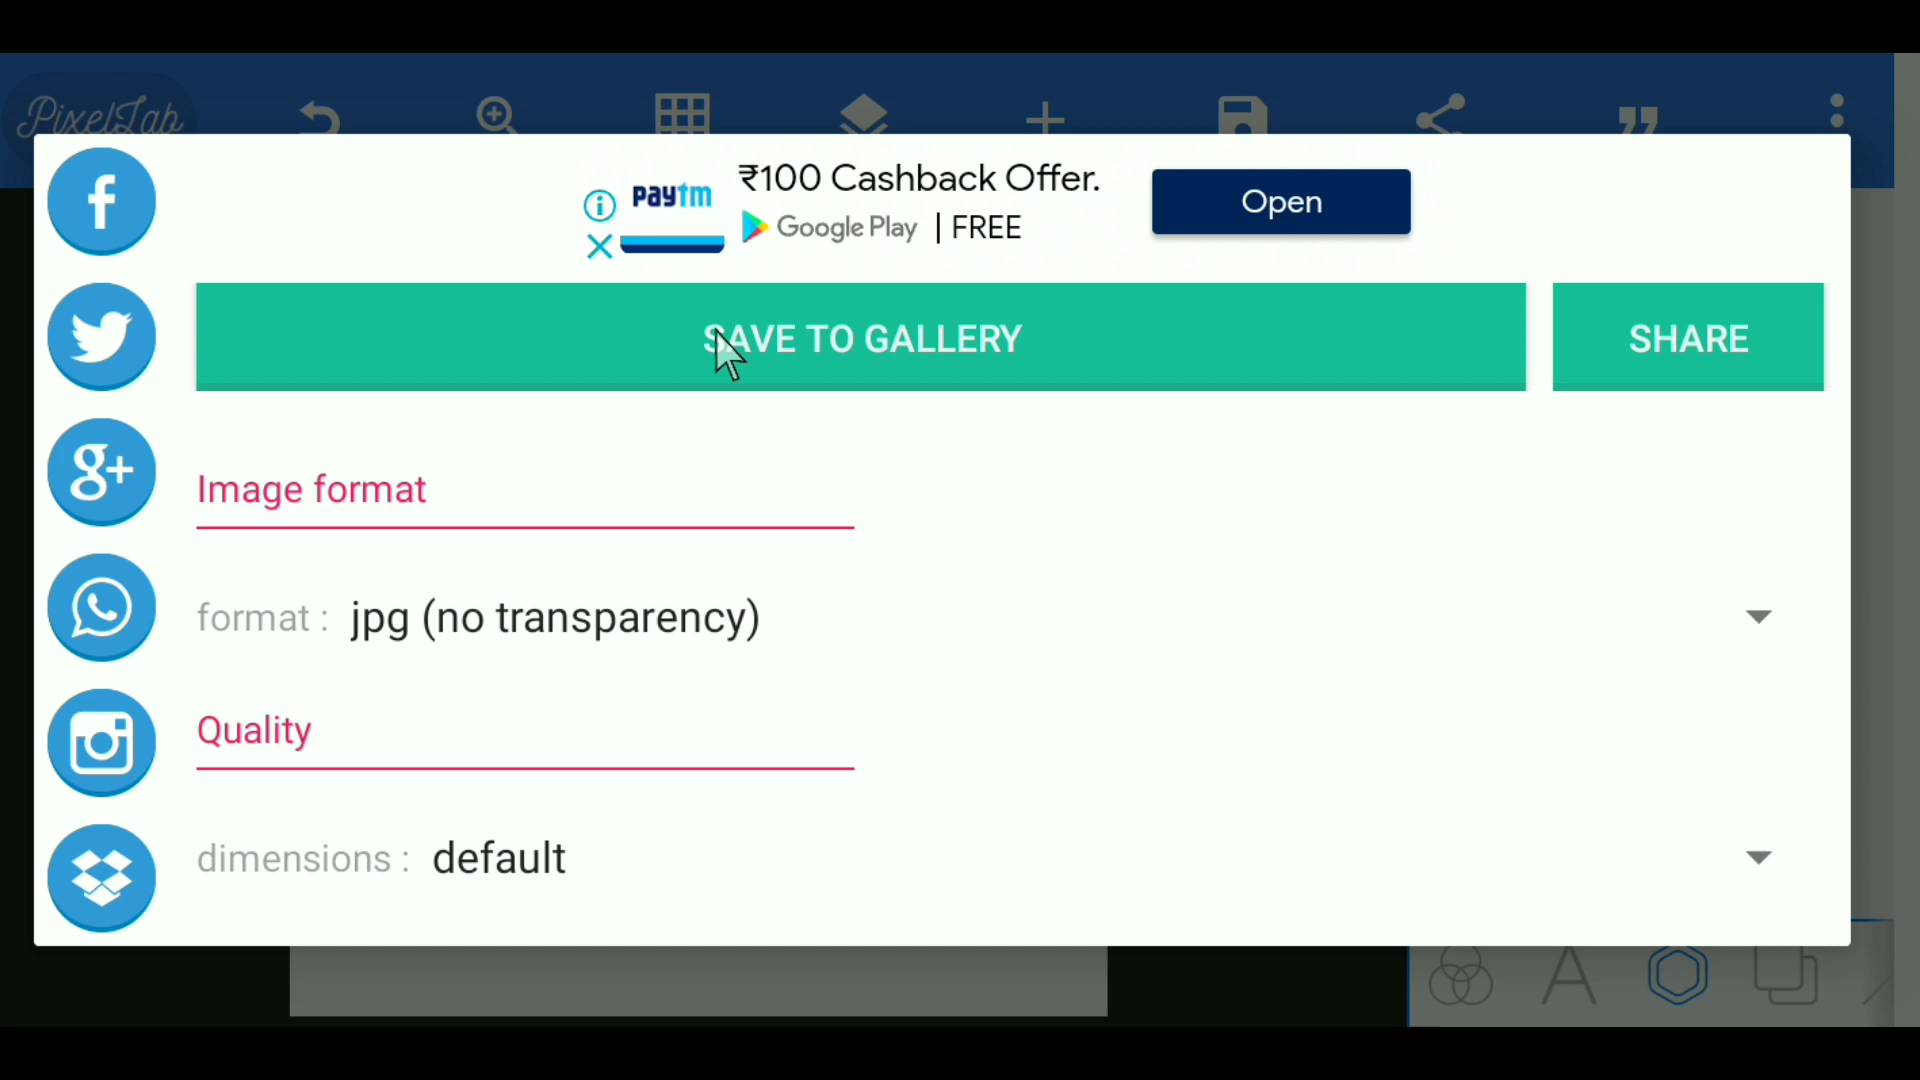 PixelLab
paytm
₹100 Cashback Offer.
Google Play | FREE
Open
SAVE TO GALLERY
SHARE
Image format
format : jpg (no transparency)
Quality
dimensions : default